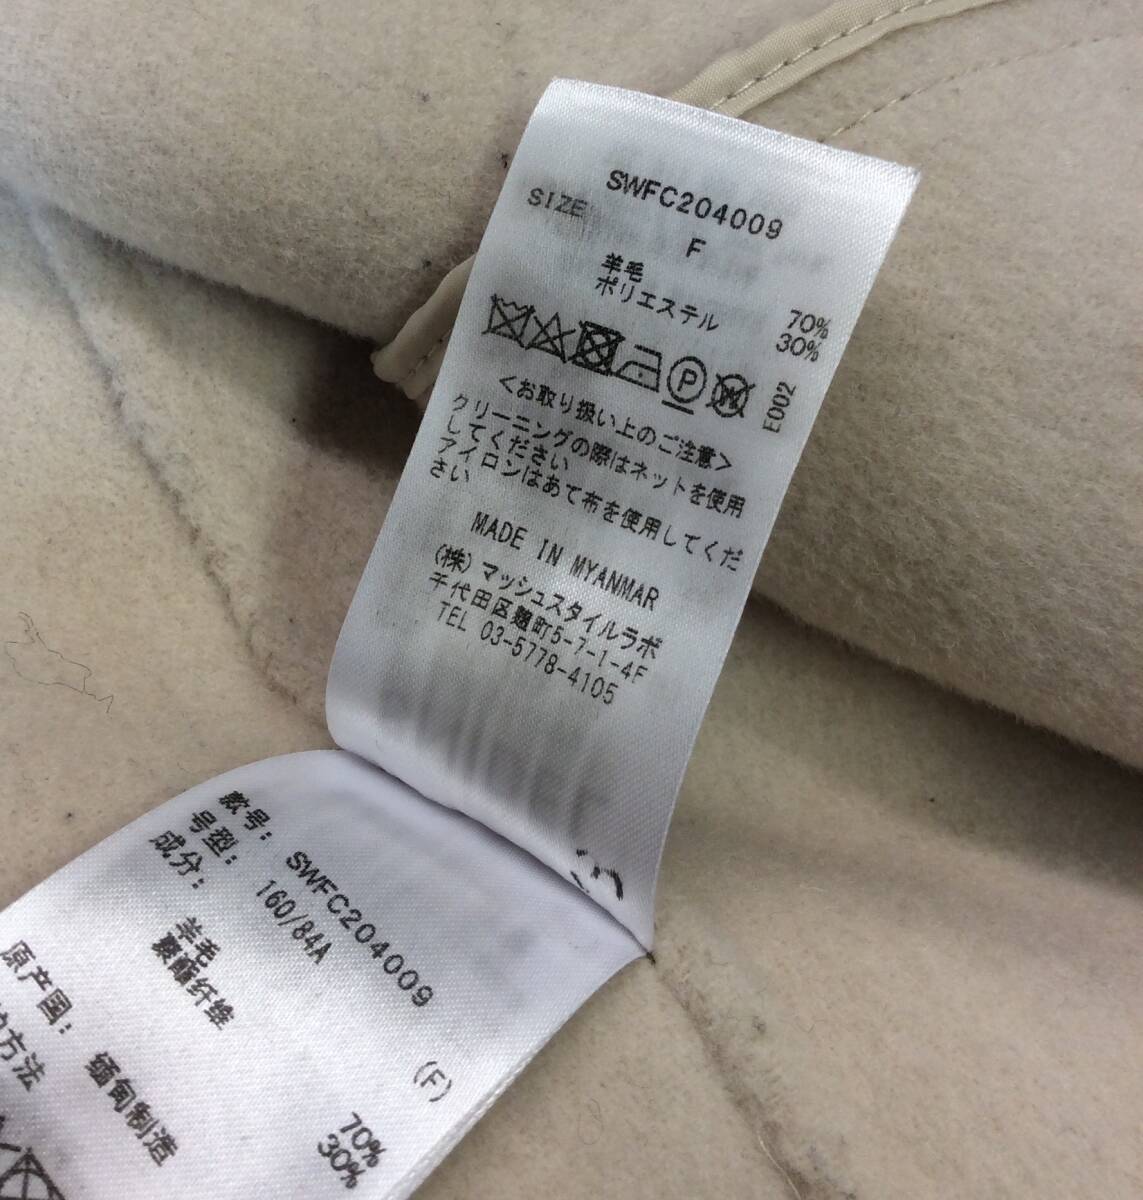 SWFC204009
SIZE F
羊毛 70%
ポリエステル 30%
P
E002
<お取り扱い上のご注意>
クリーニングの際はネットを使用
してください
アイロンはあて布を使用してくだ
さい
MADE IN MYANMAR
(株)マッシュスタイルラボ
千代田区麹町5-7-1-4F
TEL 03-5778-4105
款号: SWFC204009
号型: 160/84A (F)
成分:
羊毛 70%
聚酯纤维 30%
原产国: 缅甸制造
方法